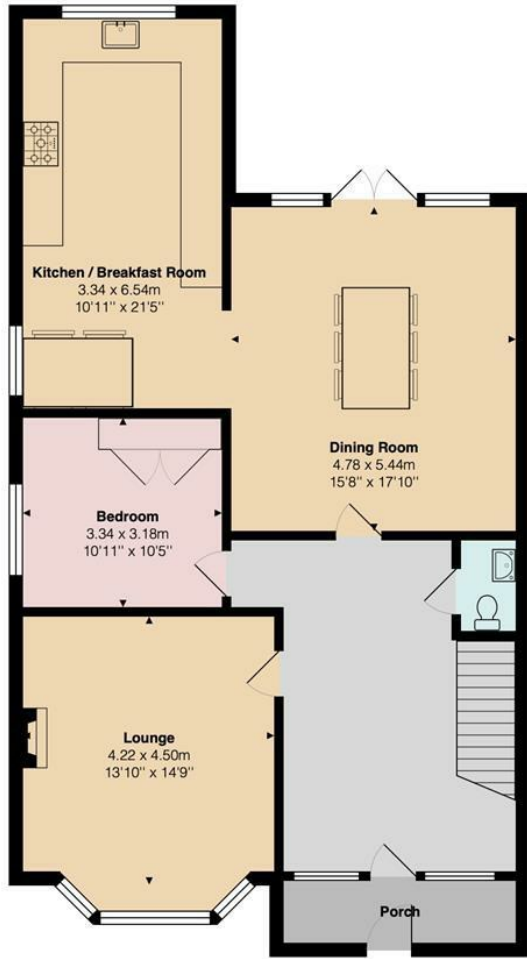 Kitchen / Breakfast Room
3.34 x 6.54m
10'11'' x 21'5''
Dining Room
4.78 x 5.44m
15'8'' x 17'10''
Bedroom
3.34 x 3.18m
10'11'' x 10'5''
Lounge
4.22 x 4.50m
13'10'' x 14'9''
Porch